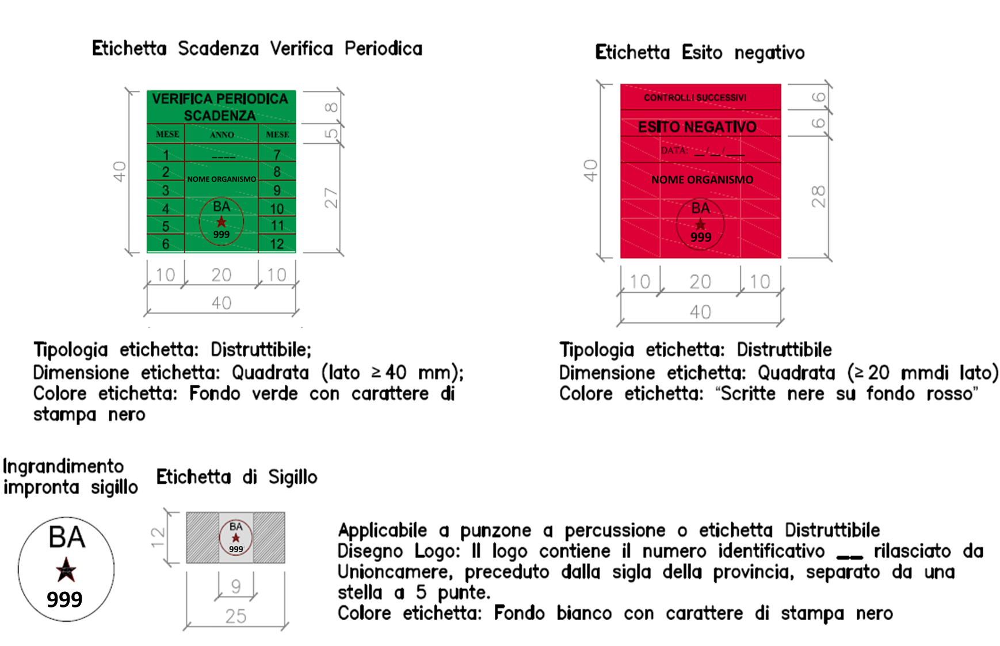 Etichetta Scadenza Verifica Periodica
VERIFICA PERIODICA
SCADENZA
MESE ANNO MESE
1 ____ 7
2 NOME ORGANISMO 8
3 9
4 BA 10
5 11
6 999 12
40
8
5
27
10 20 10
40
Tipologia etichetta: Distruttibile;
Dimensione etichetta: Quadrata (lato ≥ 40 mm);
Colore etichetta: Fondo verde con carattere di
stampa nero
Etichetta Esito negativo
CONTROLLI SUCCESSIVI
ESITO NEGATIVO
DATA: __/__/___
NOME ORGANISMO
BA
999
40
6
6
28
10 20 10
40
Tipologia etichetta: Distruttibile
Dimensione etichetta: Quadrata (≥ 20 mmdi lato)
Colore etichetta: “Scritte nere su fondo rosso”
Ingrandimento
impronta sigillo
BA
999
Etichetta di Sigillo
BA
999
12
9
25
Applicabile a punzone a percussione o etichetta Distruttibile
Disegno Logo: Il logo contiene il numero identificativo __ rilasciato da
Unioncamere, preceduto dalla sigla della provincia, separato da una
stella a 5 punte.
Colore etichetta: Fondo bianco con carattere di stampa nero